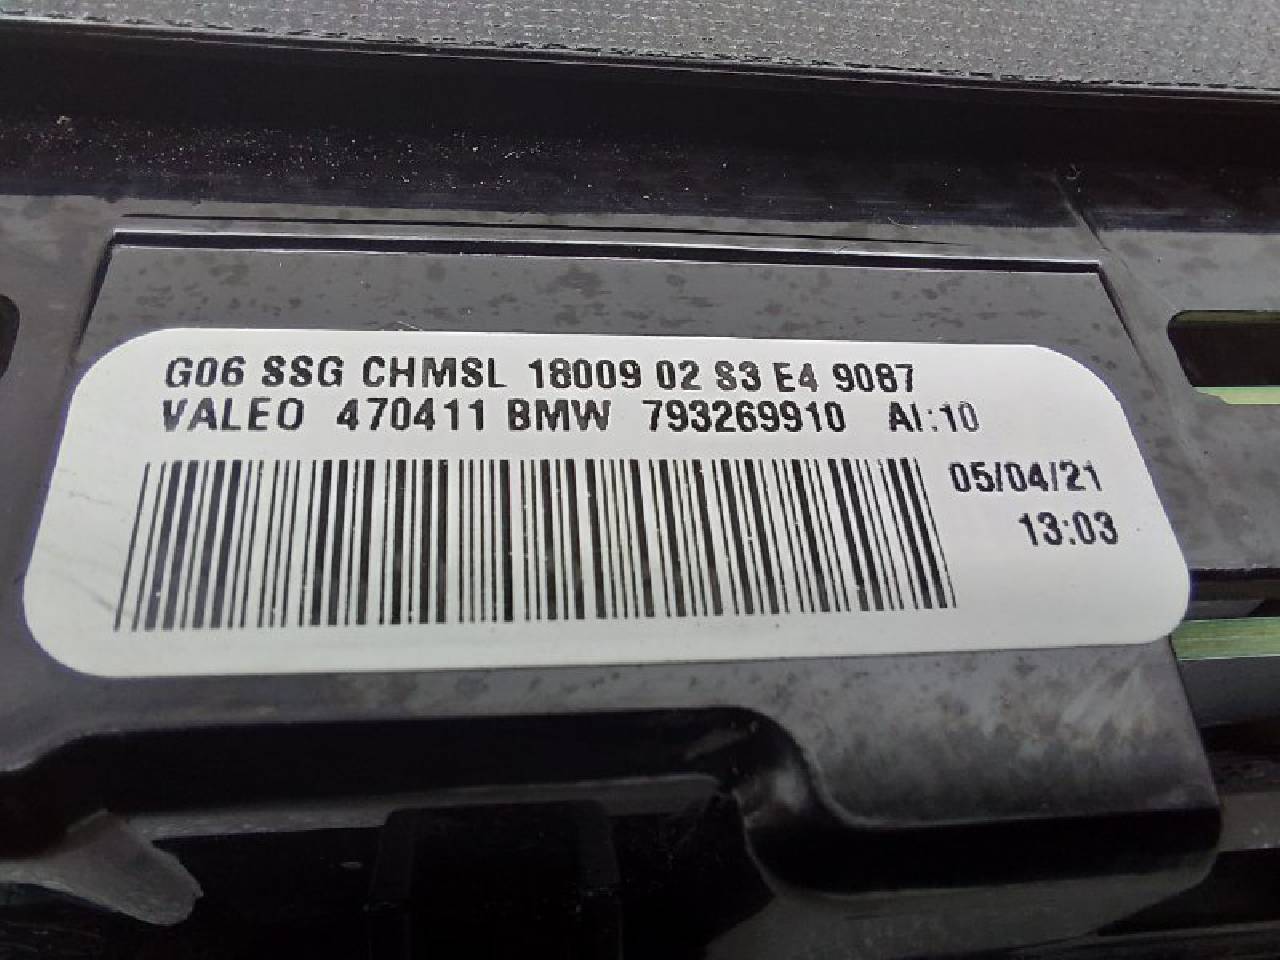 G06 SSG CHMSL 18009 02 S3 E4 9087
VALEO 470411 BMW 793269910 AI:10
05/04/21
13:03